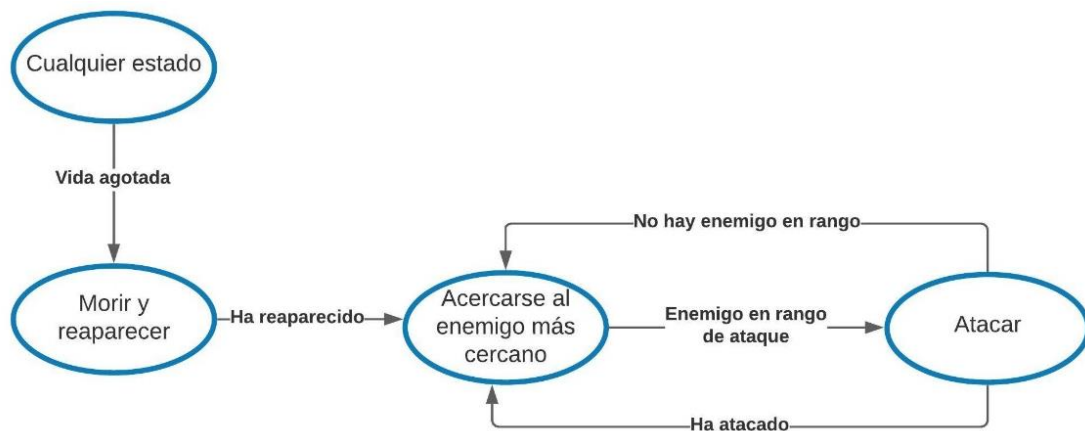 Cualquier estado
Vida agotada
No hay enemigo en rango
Morir y
reaparecer
Ha reaparecido
Acercarse al
enemigo más
cercano
Enemigo en rango
de ataque
Atacar
Ha atacado